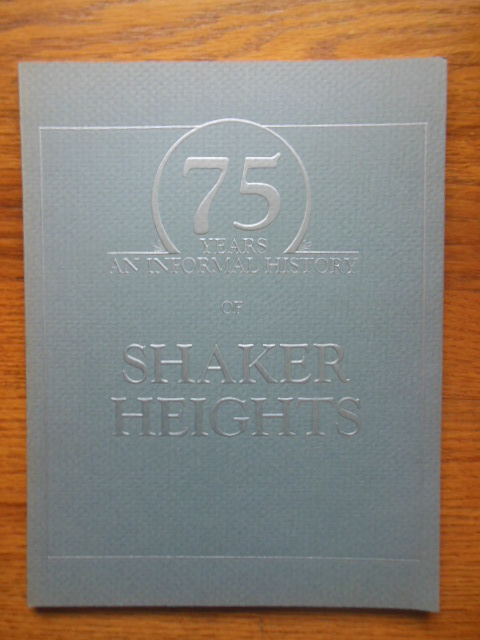 75
YEARS
AN INFORMAL HISTORY
OF
SHAKER
HEIGHTS